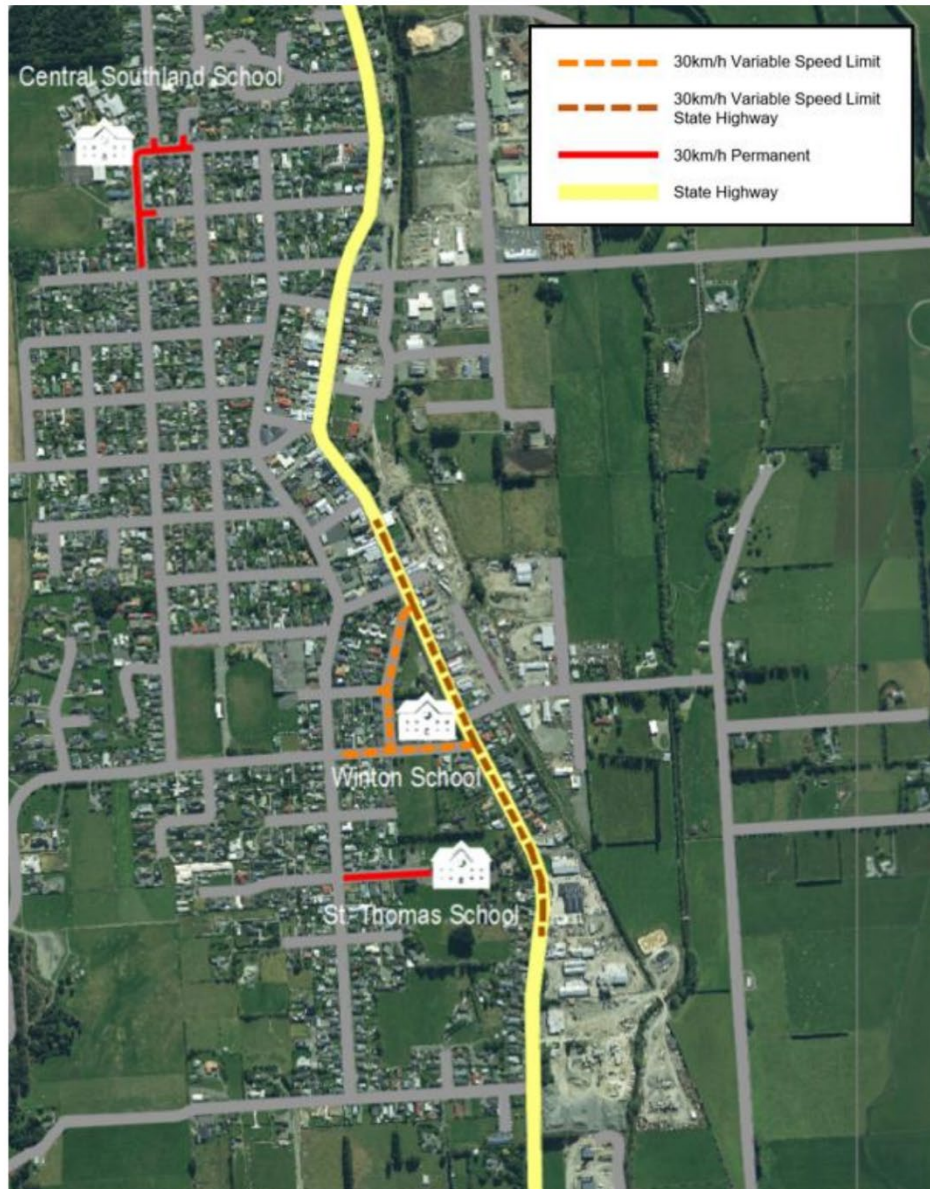 Central Southland School
30km/h Variable Speed Limit
30km/h Variable Speed Limit
State Highway
30km/h Permanent
State Highway
Winton School
St. Thomas School